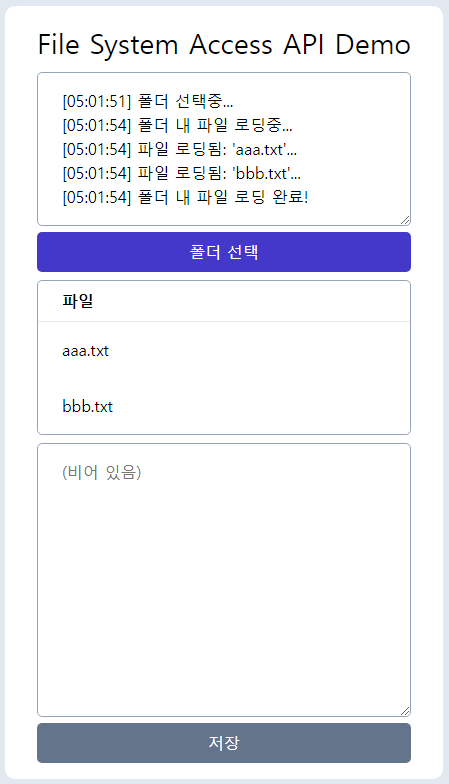 File System Access API Demo
[05:01:51] 폴더 선택중...
[05:01:54] 폴더 내 파일 로딩중...
[05:01:54] 파일 로딩됨: 'aaa.txt'...
[05:01:54] 파일 로딩됨: 'bbb.txt'...
[05:01:54] 폴더 내 파일 로딩 완료!
폴더 선택
파일
aaa.txt
bbb.txt
(비어 있음)
저장